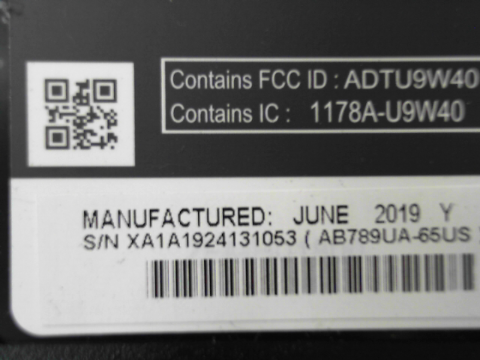 Contains FCC ID : ADTU9W40
Contains IC : 1178A-U9W40
MANUFACTURED: JUNE 2019 Y
S/N XA1A1924131053 ( AB789UA-65US )